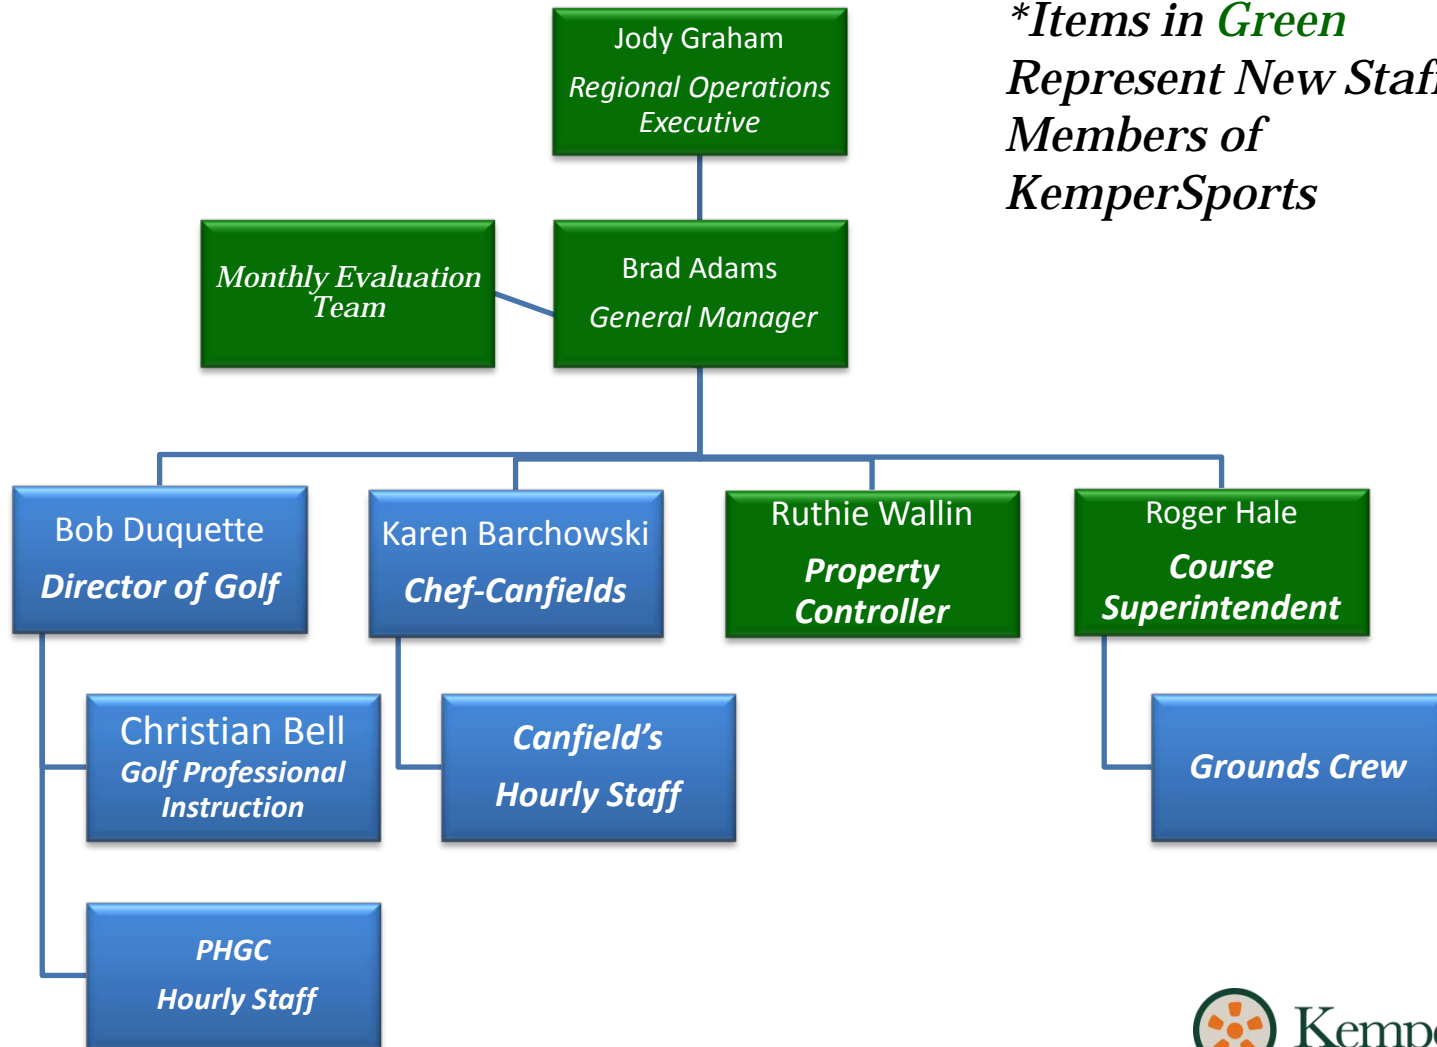 *Items in Green
Represent New Staff
Members of
KemperSports
Jody Graham
Regional Operations
Executive
Monthly Evaluation
Team
Brad Adams
General Manager
Bob Duquette
Director of Golf
Karen Barchowski
Chef-Canfields
Ruthie Wallin
Property
Controller
Roger Hale
Course
Superintendent
Christian Bell
Golf Professional
Instruction
Canfield’s
Hourly Staff
Grounds Crew
PHGC
Hourly Staff
Kempe